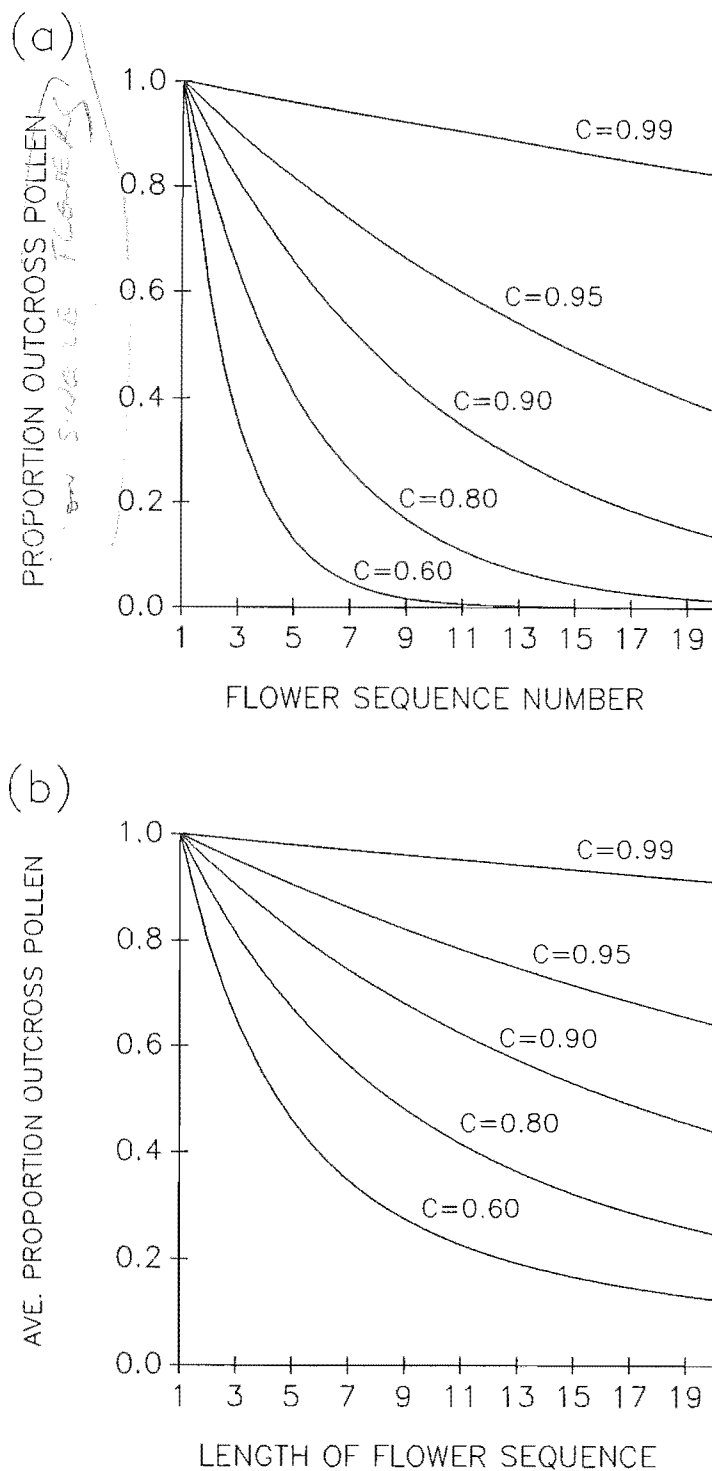 (a)
PROPORTION OUTCROSS POLLEN
on single flowers
1.0
0.8
0.6
0.4
0.2
0.0
C=0.99
C=0.95
C=0.90
C=0.80
C=0.60
1 3 5 7 9 11 13 15 17 19
FLOWER SEQUENCE NUMBER
(b)
AVE. PROPORTION OUTCROSS POLLEN
1.0
0.8
0.6
0.4
0.2
0.0
C=0.99
C=0.95
C=0.90
C=0.80
C=0.60
1 3 5 7 9 11 13 15 17 19
LENGTH OF FLOWER SEQUENCE